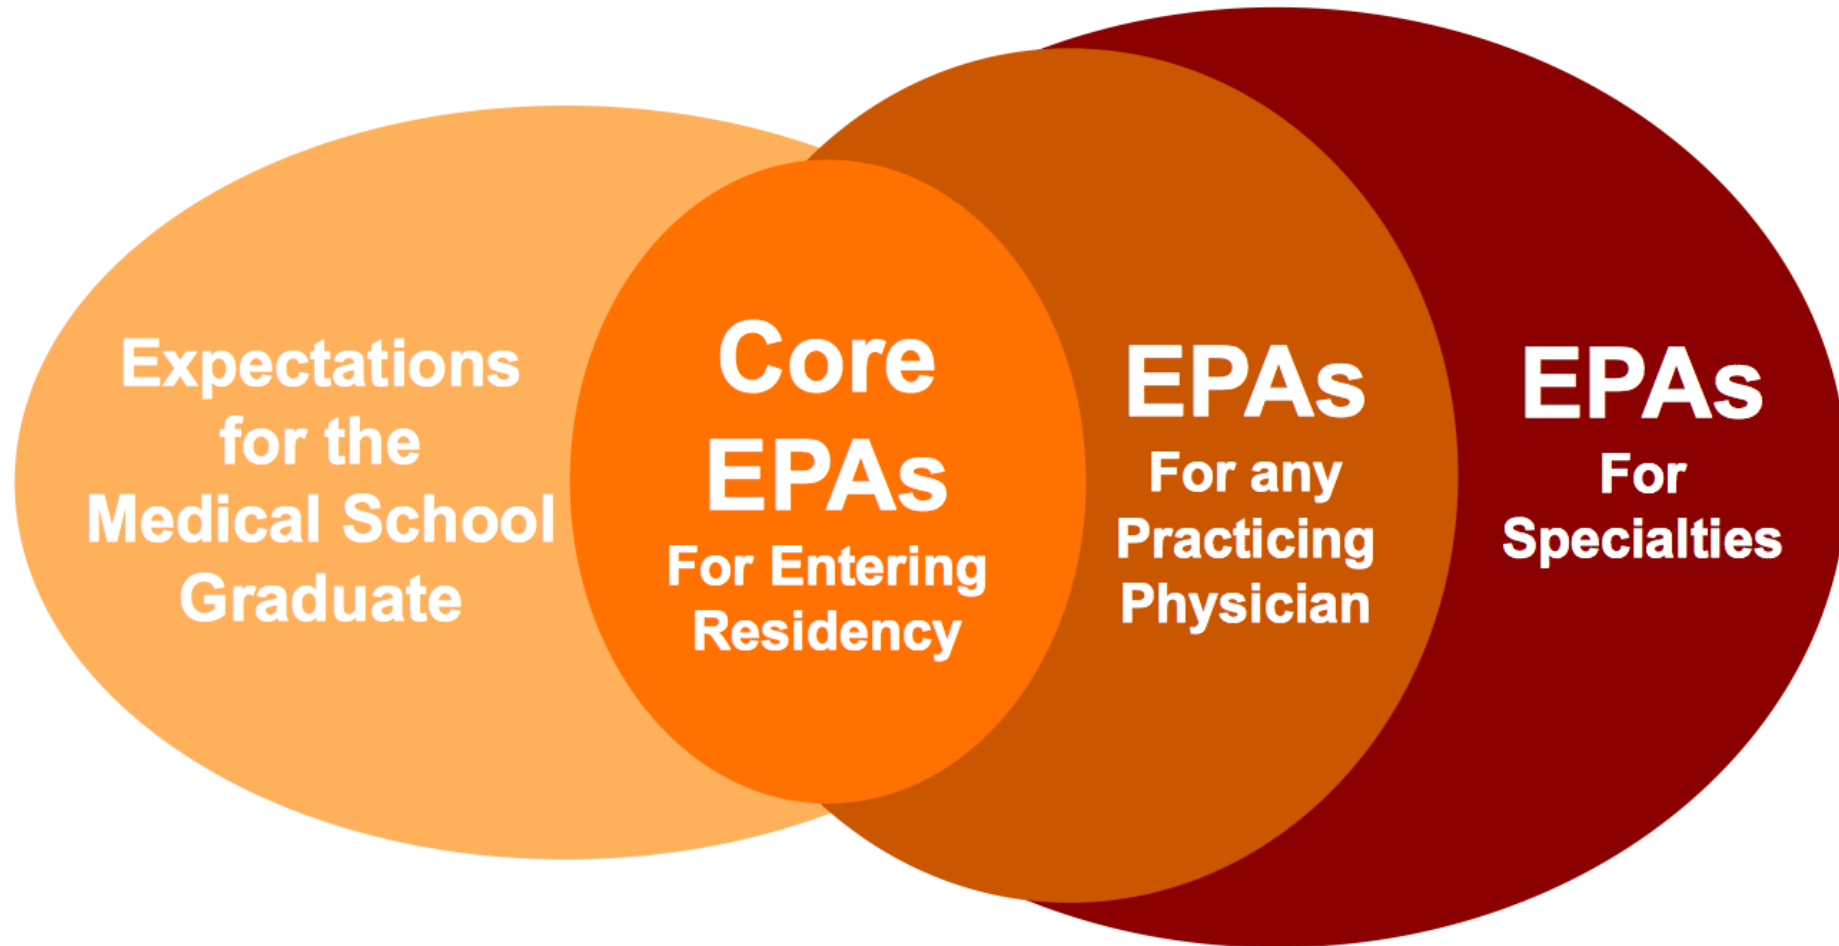 Expectations
for the
Medical School
Graduate
Core
EPAs
For Entering
Residency
EPAs
For any
Practicing
Physician
EPAs
For
Specialties